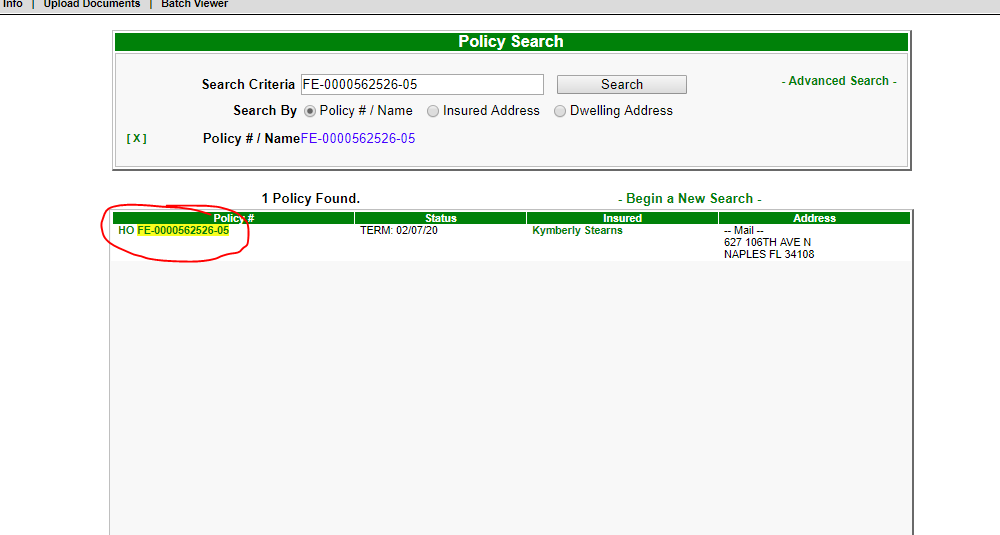 Info | Upload Documents | Batch Viewer
Policy Search
Search Criteria FE-0000562526-05 Search - Advanced Search -
Search By Policy # / Name Insured Address Dwelling Address
[ X ] Policy # / Name FE-0000562526-05
1 Policy Found. - Begin a New Search -
Policy # Status Insured Address
HO FE-0000562526-05 TERM: 02/07/20 Kymberly Stearns -- Mail --
627 106TH AVE N
NAPLES FL 34108